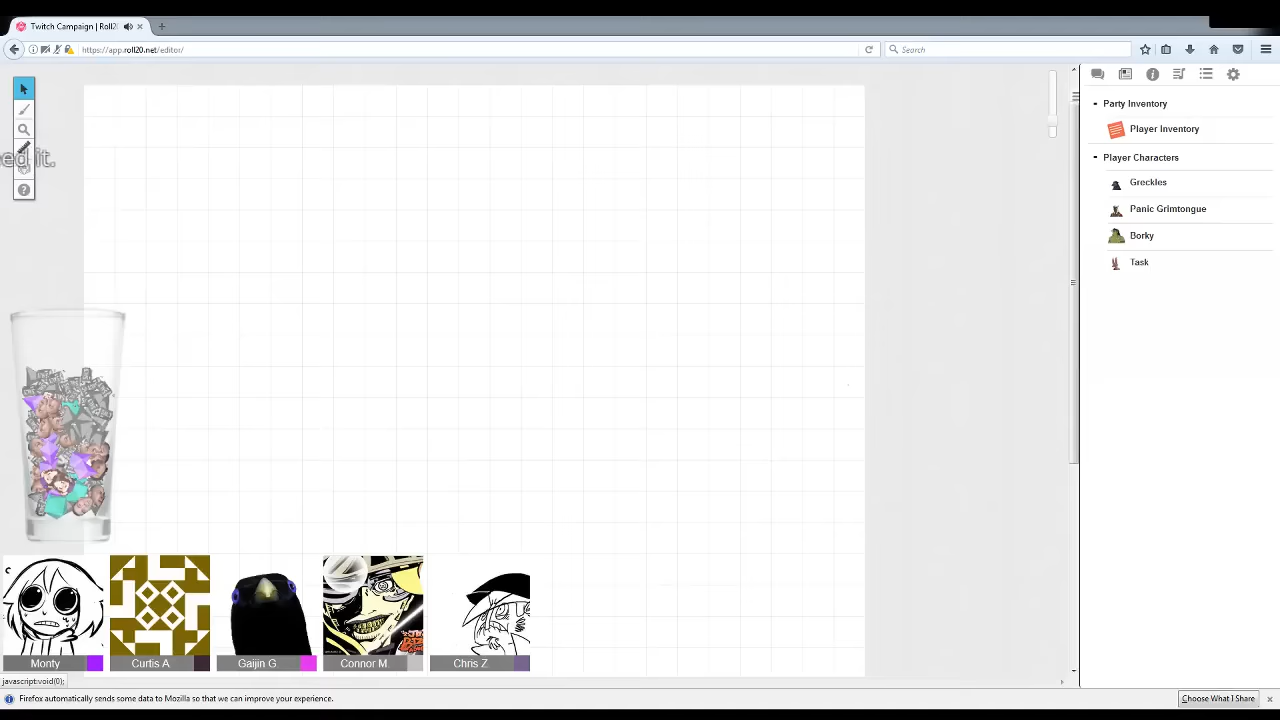 Twitch Campaign | Roll20
https://app.roll20.net/editor/
Search
ed it.
Party Inventory
Player Inventory
Player Characters
Greckles
Panic Grimtongue
Borky
Task
Monty
Curtis A
Gaijin G
Connor M.
Chris Z
javascript:void(0);
Firefox automatically sends some data to Mozilla so that we can improve your experience.
Choose What I Share